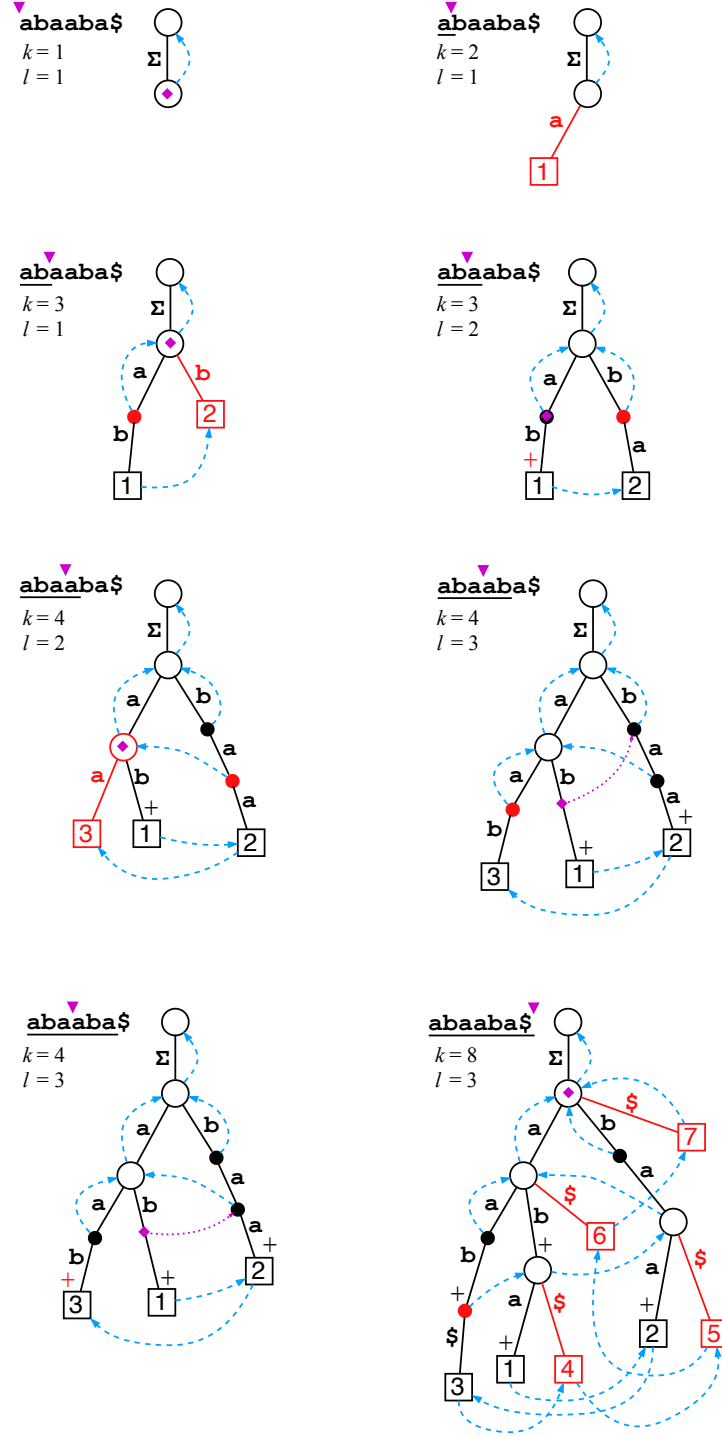 abaaba$
k = 1
l = 1
Σ
abaaba$
k = 2
l = 1
Σ
a
1
abaaba$
k = 3
l = 1
Σ
a
b
b
2
1
abaaba$
k = 3
l = 2
Σ
a
b
b
a
+
1
2
abaaba$
k = 4
l = 2
Σ
a
b
a
a
b
a
+
3
1
2
abaaba$
k = 4
l = 3
Σ
a
b
a
a
b
a
b
+
+
3
1
2
abaaba$
k = 4
l = 3
Σ
a
b
a
a
b
a
b
+
+
+
3
1
2
abaaba$
k = 8
l = 3
Σ
$
a
b
7
a
a
$
b
6
b
$
+
a
+
a
$
+
$
+
2
5
1
4
3